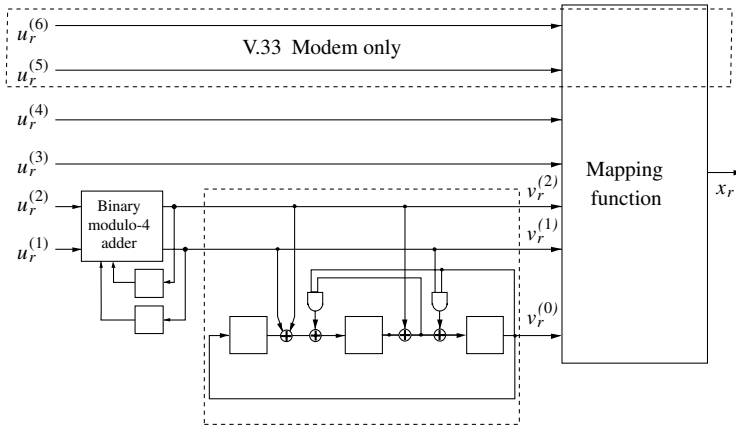 u_r^{(6)}
V.33 Modem only
u_r^{(5)}
u_r^{(4)}
u_r^{(3)}
Mapping
function
x_r
u_r^{(2)}
Binary
modulo-4
adder
v_r^{(2)}
u_r^{(1)}
v_r^{(1)}
v_r^{(0)}